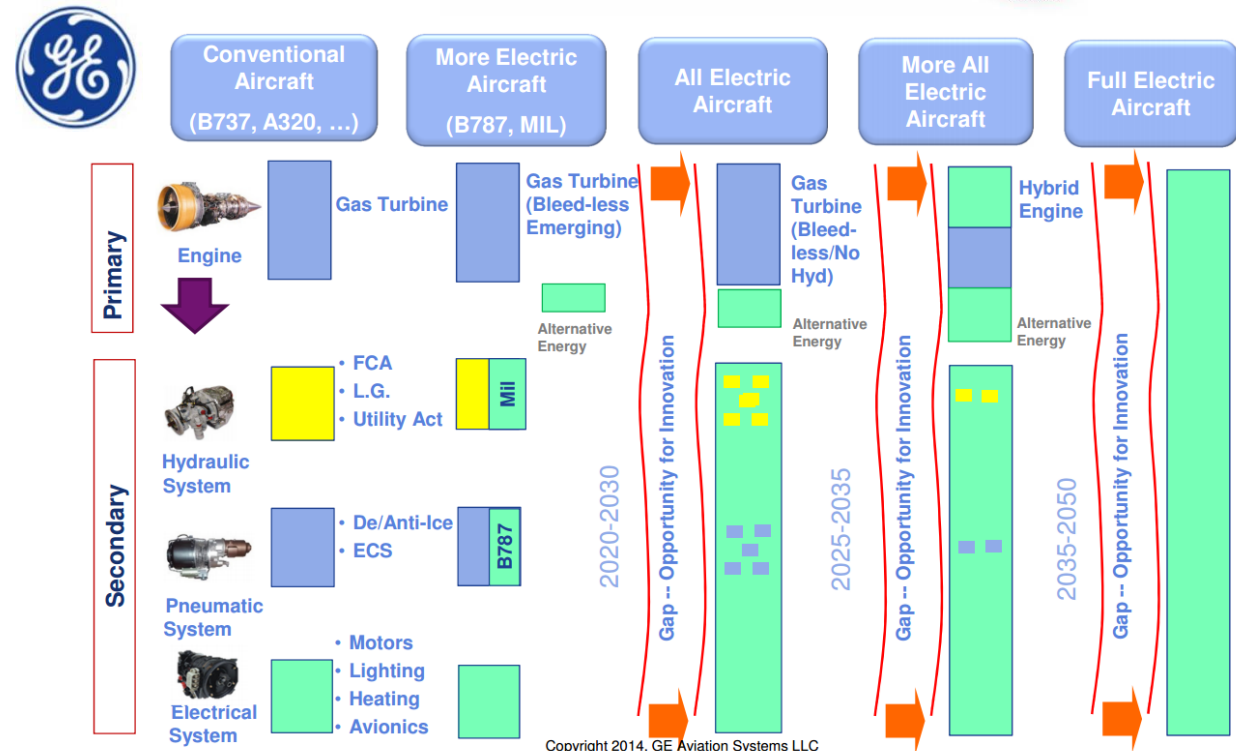 GE
Conventional
Aircraft
(B737, A320, …)
More Electric
Aircraft
(B787, MIL)
All Electric
Aircraft
More All
Electric
Aircraft
Full Electric
Aircraft
Primary
Engine
Gas Turbine
Gas Turbine
(Bleed-less
Emerging)
Alternative
Energy
Gas
Turbine
(Bleed-
less/No
Hyd)
Alternative
Energy
Hybrid
Engine
Alternative
Energy
Secondary
Hydraulic
System
• FCA
• L.G.
• Utility Act
Mil
Pneumatic
System
• De/Anti-Ice
• ECS
B787
Electrical
System
• Motors
• Lighting
• Heating
• Avionics
2020-2030
Gap -- Opportunity for Innovation
2025-2035
Gap -- Opportunity for Innovation
2035-2050
Gap -- Opportunity for Innovation
Copyright 2014. GE Aviation Systems LLC